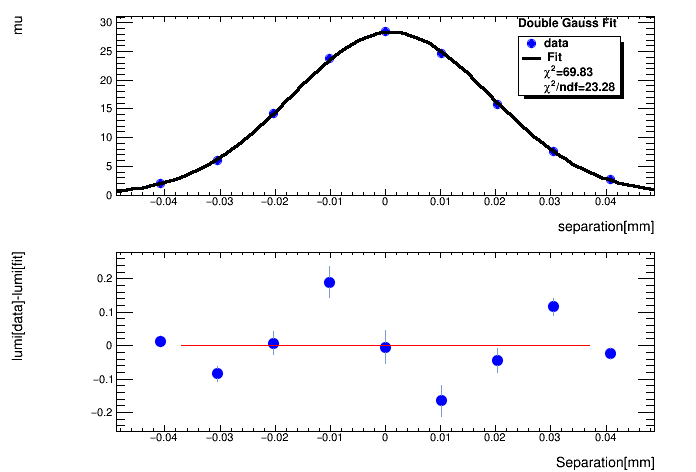 Double Gauss Fit
mu
30
25
20
15
10
5
0
data
Fit
χ²=69.83
χ²/ndf=23.28
−0.04 −0.03 −0.02 −0.01 0 0.01 0.02 0.03 0.04
separation[mm]
lumi[data]-lumi[fit]
0.2
0.1
0
−0.1
−0.2
−0.04 −0.03 −0.02 −0.01 0 0.01 0.02 0.03 0.04
Separation[mm]